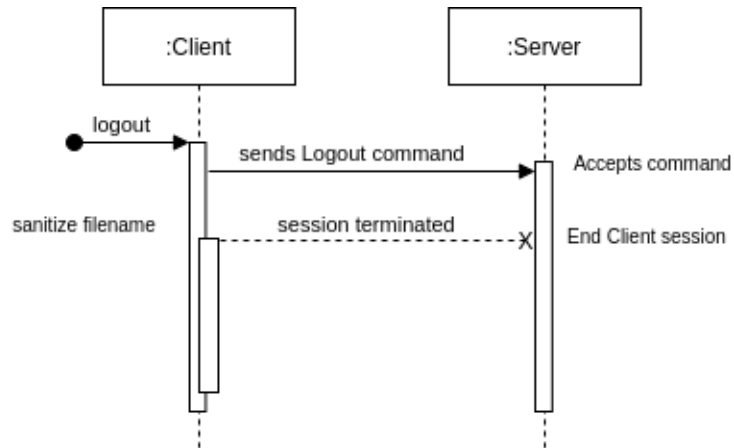 :Client
:Server
logout
sends Logout command
Accepts command
sanitize filename
session terminated
X
End Client session